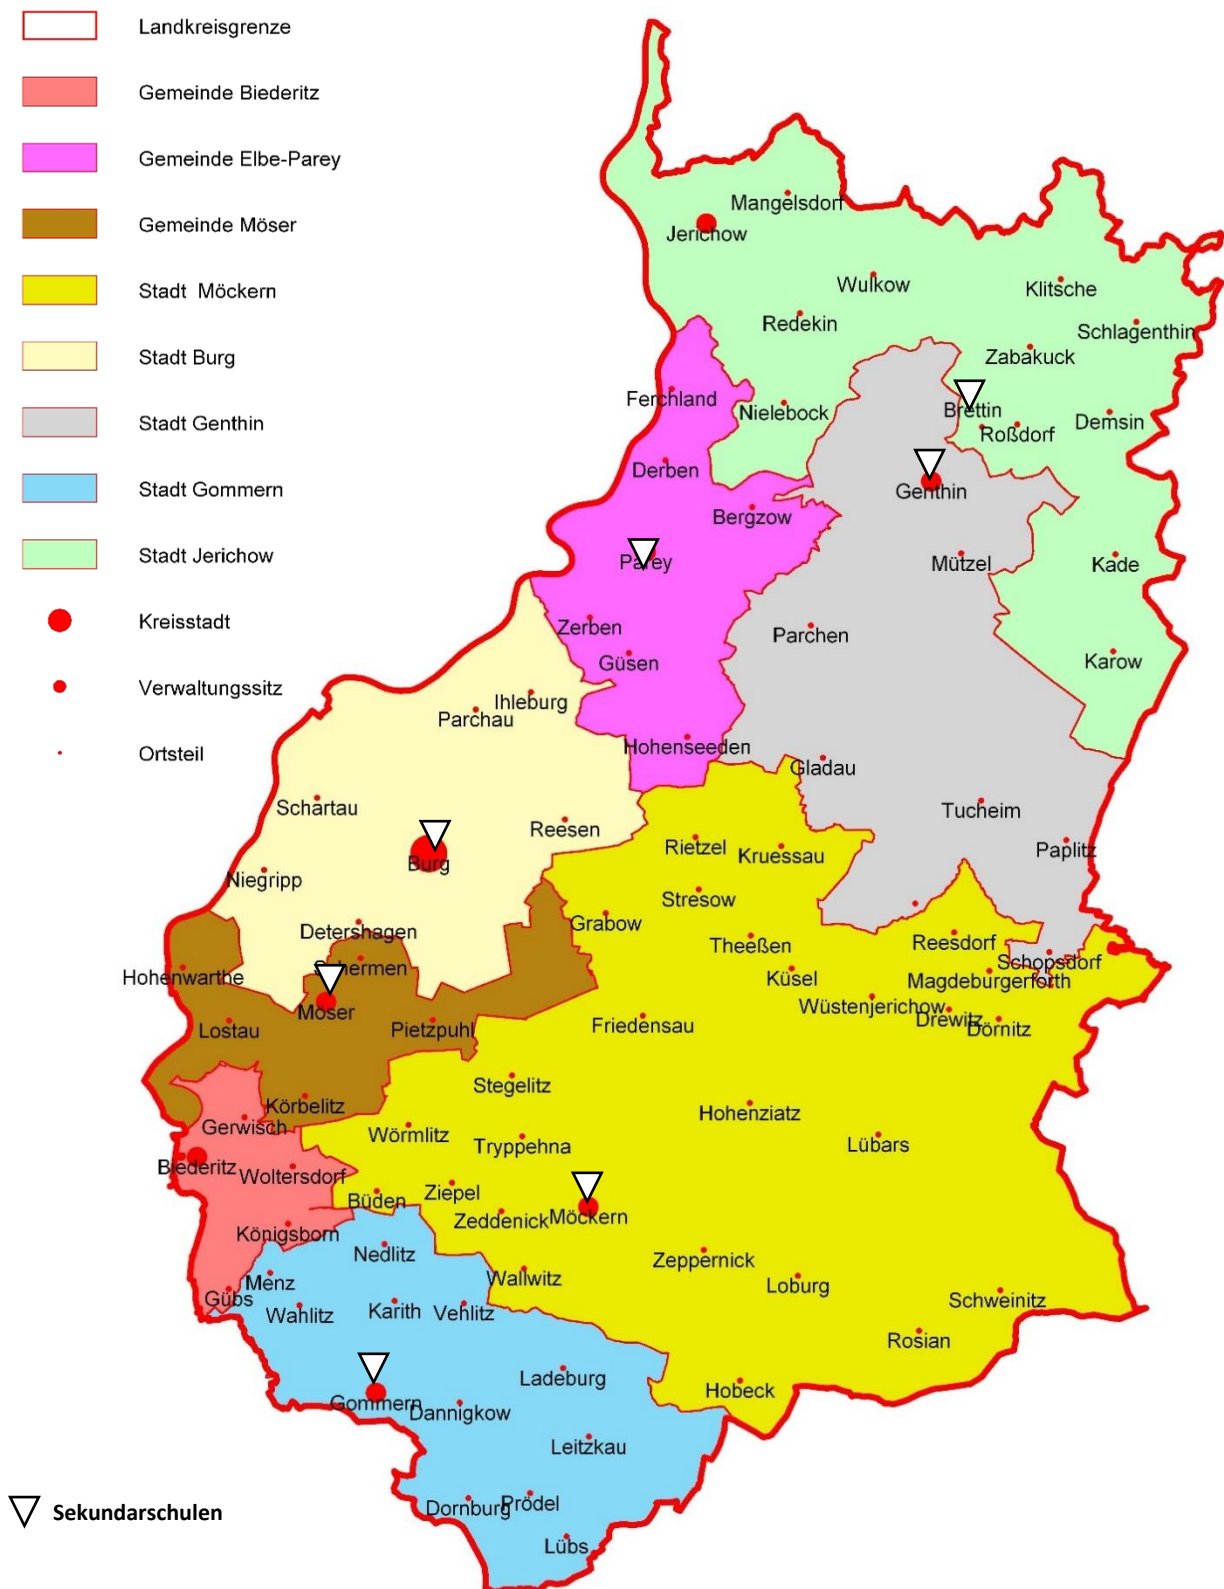 Landkreisgrenze
Gemeinde Biederitz
Gemeinde Elbe-Parey
Gemeinde Möser
Stadt Möckern
Stadt Burg
Stadt Genthin
Stadt Gommern
Stadt Jerichow
Kreisstadt
Verwaltungssitz
Ortsteil
Mangelsdorf
Jerichow
Wulkow
Klitsche
Redekin
Schlagenthin
Zabakuck
Ferchland
Nielebock
Brettin
Roßdorf
Demsin
Derben
Genthin
Bergzow
Parey
Mützel
Kade
Zerben
Parchen
Güsen
Karow
Ihleburg
Parchau
Hohenseeden
Gladau
Schartau
Tucheim
Reesen
Rietzel
Kruessau
Paplitz
Burg
Niegripp
Stresow
Grabow
Detershagen
Theeßen
Reesdorf
Schopsdorf
Hohenwarthe
Schermen
Küsel
Magdeburgerforth
Möser
Wüstenjerichow
Lostau
Pietzpuhl
Friedensau
Drewitz
Dörnitz
Stegelitz
Körbelitz
Hohenziatz
Gerwisch
Wörmlitz
Tryppehna
Lübars
Biederitz
Woltersdorf
Büden
Ziepel
Zeddenick
Möckern
Königsborn
Nedlitz
Zeppernick
Menz
Wallwitz
Loburg
Gübs
Wahlitz
Karith
Vehlitz
Schweinitz
Rosian
Ladeburg
Hobeck
Gommern
Dannigkow
Leitzkau
Dornburg
Prödel
Lübs
Sekundarschulen